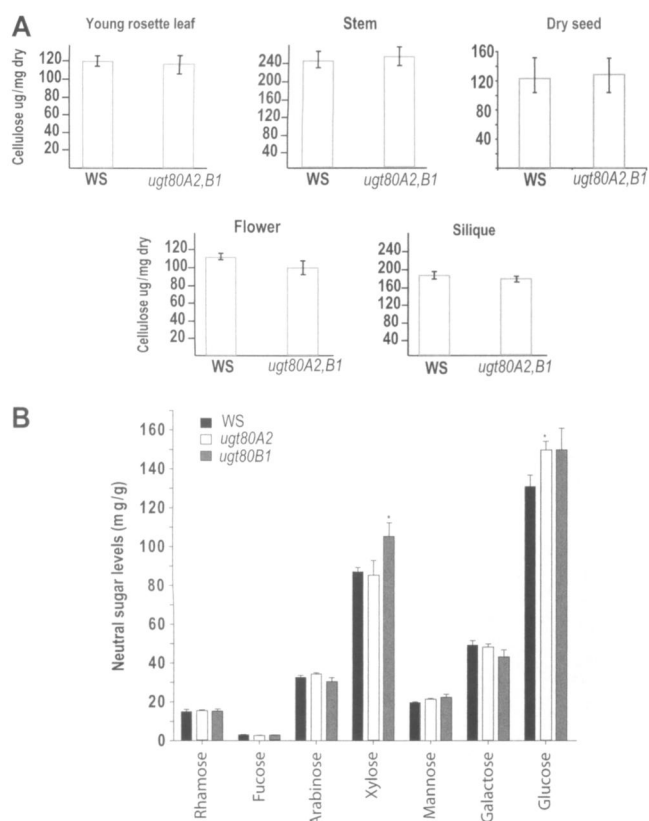 A
Young rosette leaf
Stem
Dry seed
Cellulose ug/mg dry
120
100
80
60
40
20
WS ugt80A2,B1
240
200
160
120
80
40
WS ugt80A2,B1
160
120
80
40
WS ugt80A2,B1
Flower
Silique
Cellulose ug/mg dry
120
100
80
60
40
20
WS ugt80A2,B1
240
200
160
120
80
40
WS ugt80A2,B1
B
WS
ugt80A2
ugt80B1
Neutral sugar levels (m g/g)
160
140
120
100
80
60
40
20
0
*
*
Rhamose
Fucose
Arabinose
Xylose
Mannose
Galactose
Glucose